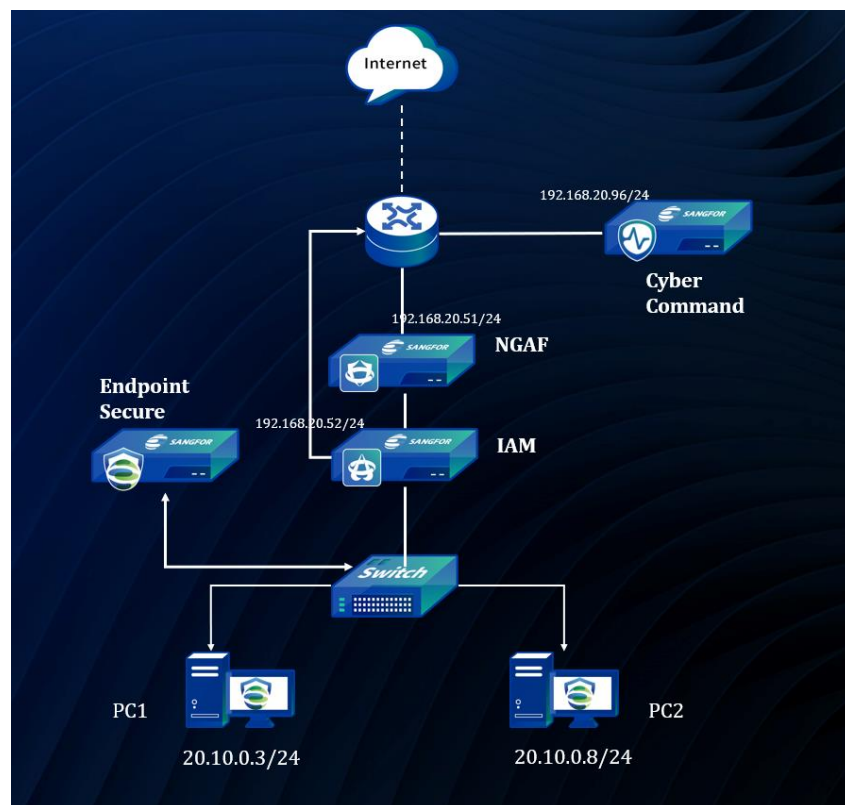 Internet
192.168.20.96/24
SANGFOR
Cyber
Command
192.168.20.51/24
SANGFOR
NGAF
Endpoint
Secure
192.168.20.52/24
SANGFOR
SANGFOR
IAM
Switch
PC1
PC2
20.10.0.3/24
20.10.0.8/24